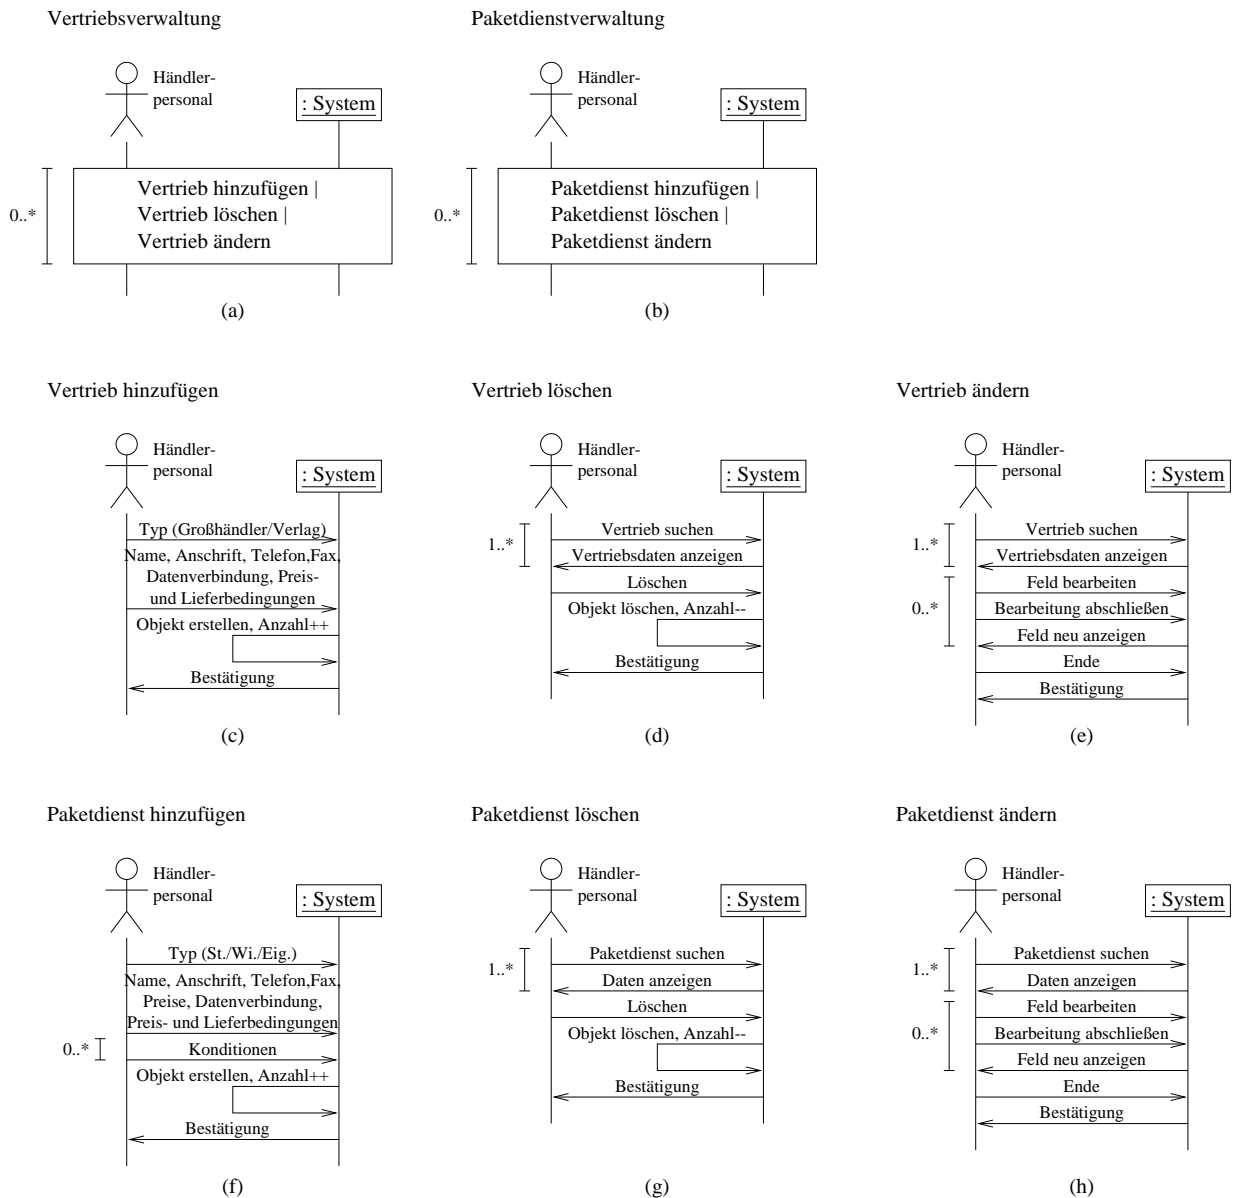 Vertriebsverwaltung
Händler-
personal
: System
0..*
Vertrieb hinzufügen |
Vertrieb löschen |
Vertrieb ändern
(a)
Paketdienstverwaltung
Händler-
personal
: System
0..*
Paketdienst hinzufügen |
Paketdienst löschen |
Paketdienst ändern
(b)
Vertrieb hinzufügen
Händler-
personal
: System
Typ (Großhändler/Verlag)
Name, Anschrift, Telefon,Fax,
Datenverbindung, Preis-
und Lieferbedingungen
Objekt erstellen, Anzahl++
Bestätigung
(c)
Vertrieb löschen
Händler-
personal
: System
1..*
Vertrieb suchen
Vertriebsdaten anzeigen
Löschen
Objekt löschen, Anzahl--
Bestätigung
(d)
Vertrieb ändern
Händler-
personal
: System
1..*
Vertrieb suchen
Vertriebsdaten anzeigen
Feld bearbeiten
0..*
Bearbeitung abschließen
Feld neu anzeigen
Ende
Bestätigung
(e)
Paketdienst hinzufügen
Händler-
personal
: System
Typ (St./Wi./Eig.)
Name, Anschrift, Telefon,Fax,
Preise, Datenverbindung,
Preis- und Lieferbedingungen
0..*
Konditionen
Objekt erstellen, Anzahl++
Bestätigung
(f)
Paketdienst löschen
Händler-
personal
: System
1..*
Paketdienst suchen
Daten anzeigen
Löschen
Objekt löschen, Anzahl--
Bestätigung
(g)
Paketdienst ändern
Händler-
personal
: System
1..*
Paketdienst suchen
Daten anzeigen
Feld bearbeiten
0..*
Bearbeitung abschließen
Feld neu anzeigen
Ende
Bestätigung
(h)